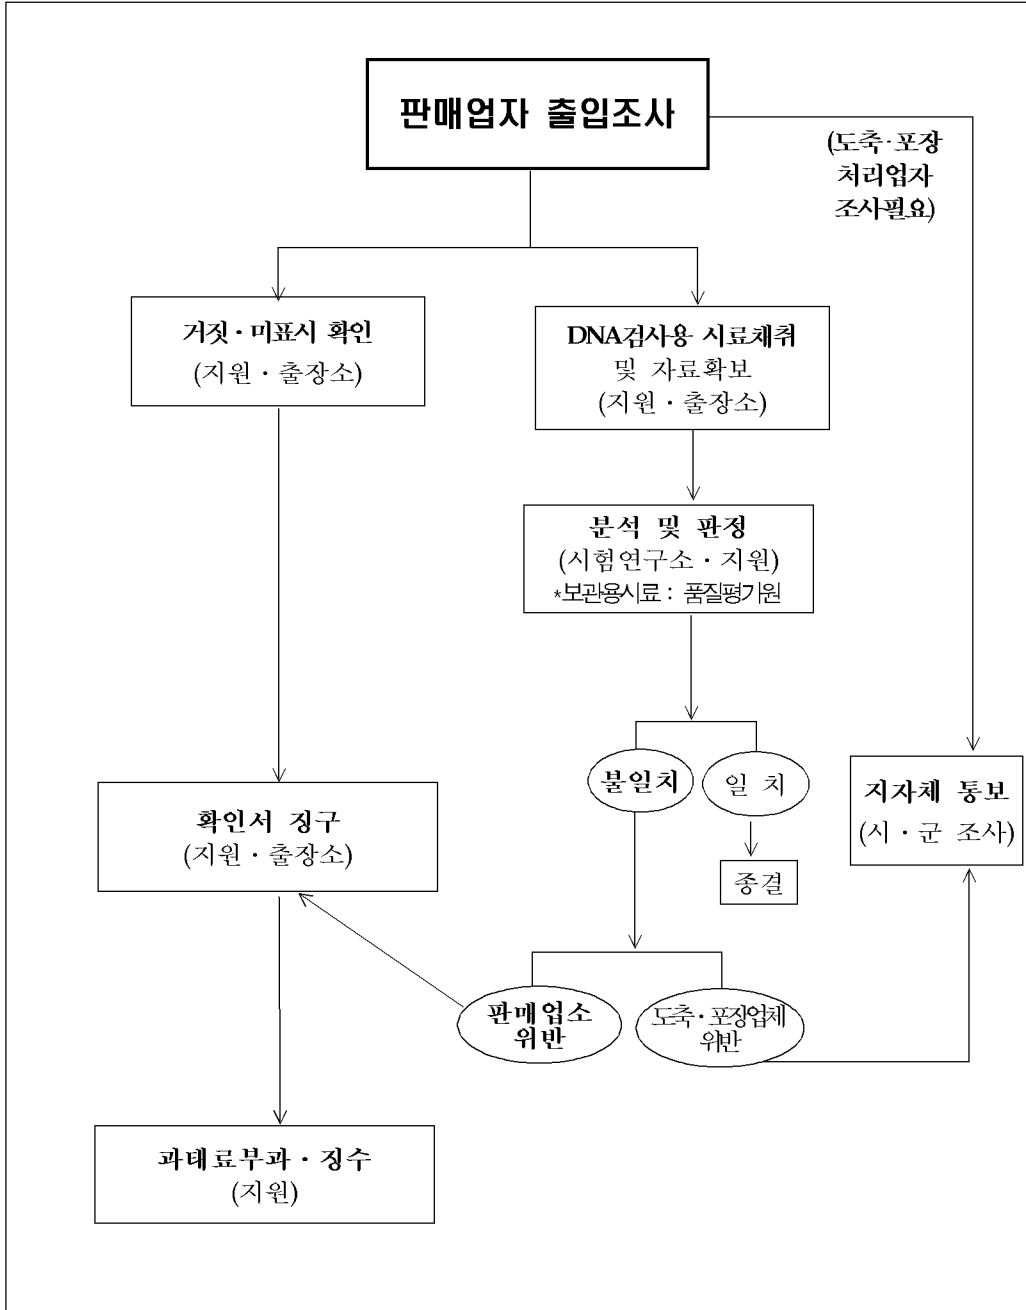 판매업자 출입조사
(도축·포장
처리업자
조사필요)
거짓·미표시 확인
(지원·출장소)
DNA검사용 시료채취
및 자료확보
(지원·출장소)
분석 및 판정
(시험연구소·지원)
*보관용시료 : 품질평가원
불일치
일 치
지자체 통보
(시·군 조사)
확인서 징구
(지원·출장소)
종결
판매업소
위반
도축·포장업체
위반
과태료부과·징수
(지원)